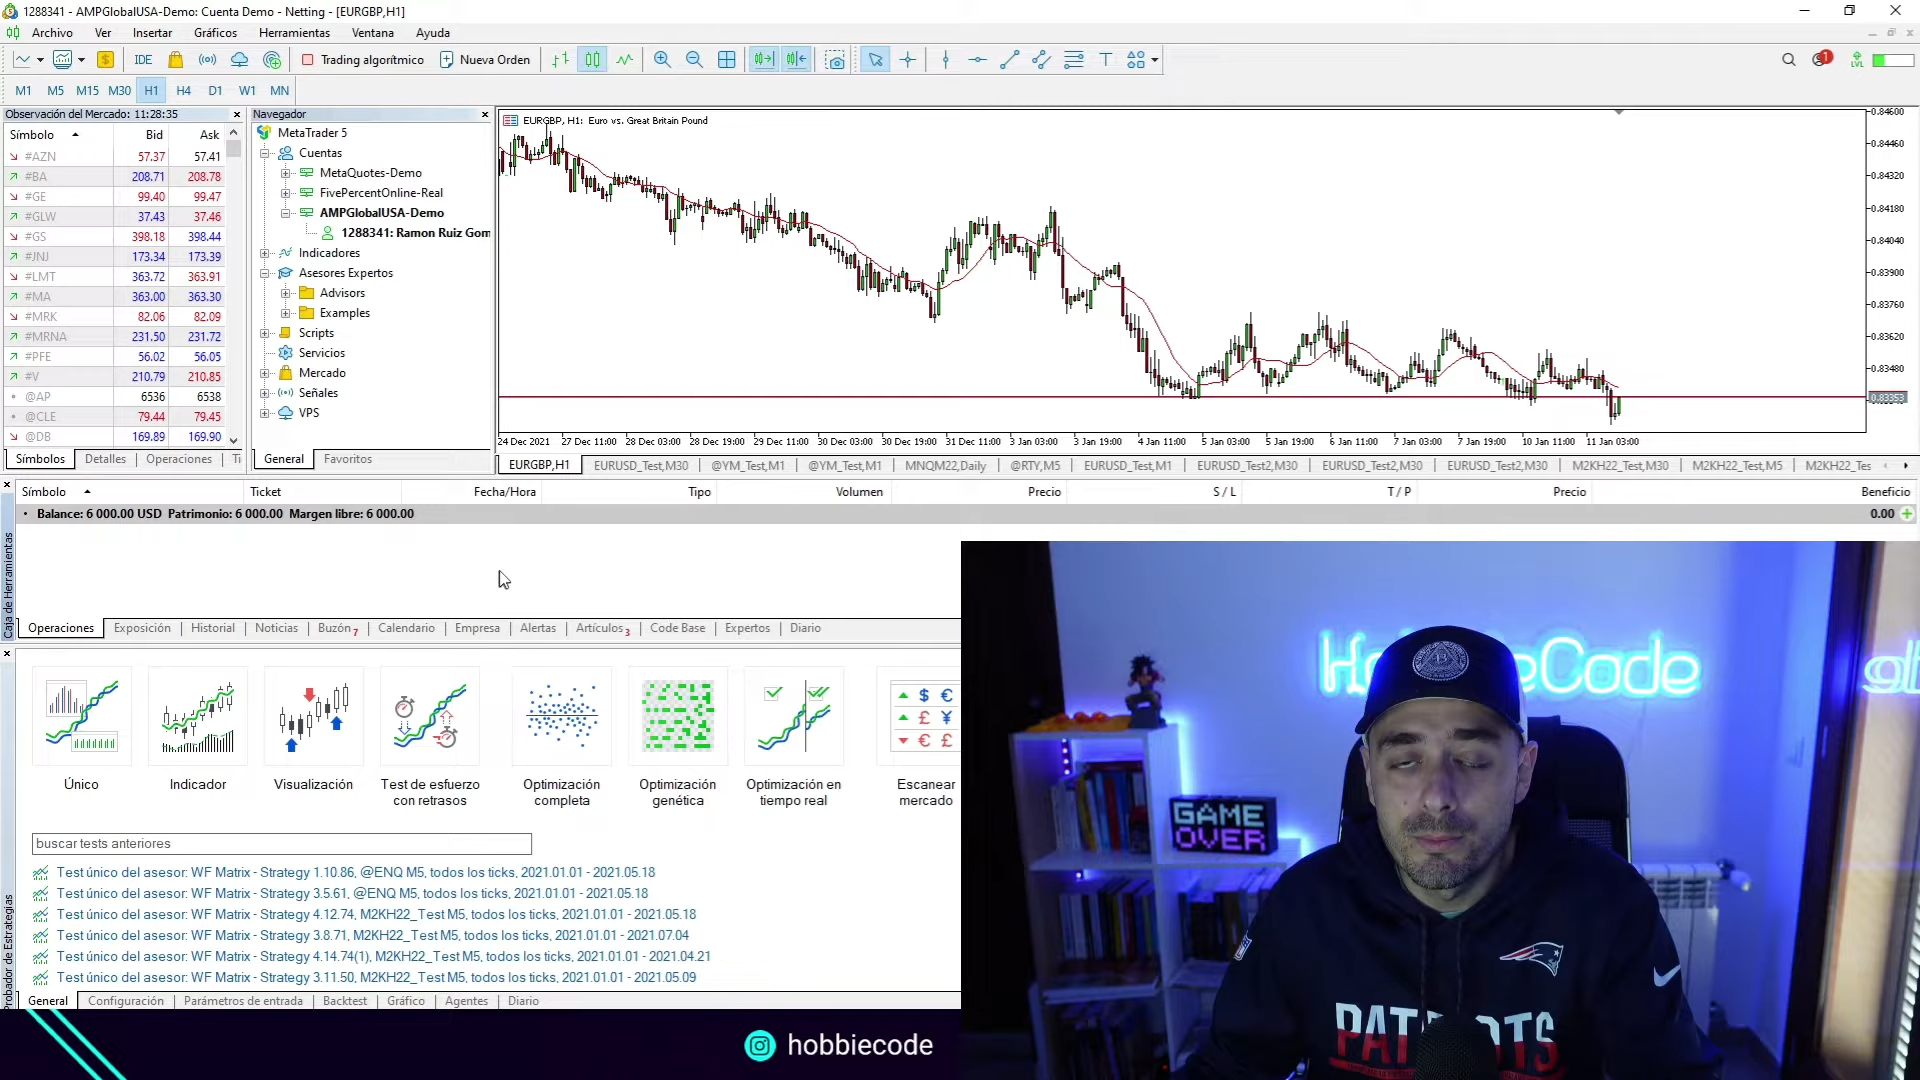 1288341 - AMPGlobalUSA-Demo: Cuenta Demo - Netting - [EURGBP,H1]
Archivo Ver Insertar Gráficos Herramientas Ventana Ayuda
IDE Trading algorítmico Nueva Orden 1 LVL
M1 M5 M15 M30 H1 H4 D1 W1 MN
Observación del Mercado: 11:28:35
Símbolo Bid Ask
#AZN 57.37 57.41
#BA 208.71 208.78
#GE 99.40 99.47
#GLW 37.43 37.46
#GS 398.18 398.44
#JNJ 173.34 173.39
#LMT 363.72 363.91
#MA 363.00 363.30
#MRK 82.06 82.09
#MRNA 231.50 231.72
#PFE 56.02 56.05
#V 210.79 210.85
@AP 6536 6538
@CLE 79.44 79.45
@DB 169.89 169.90
Símbolos Detalles Operaciones Ti
Navegador
MetaTrader 5
Cuentas
MetaQuotes-Demo
FivePercentOnline-Real
AMPGlobalUSA-Demo
1288341: Ramon Ruiz Gom
Indicadores
Asesores Expertos
Advisors
Examples
Scripts
Servicios
Mercado
Señales
VPS
General Favoritos
EURGBP, H1: Euro vs. Great Britain Pound
0.84600
0.84460
0.84320
0.84180
0.84040
0.83900
0.83760
0.83620
0.83480
0.83353
24 Dec 2021 27 Dec 11:00 28 Dec 03:00 28 Dec 19:00 29 Dec 11:00 30 Dec 03:00 30 Dec 19:00 31 Dec 11:00 3 Jan 03:00 3 Jan 19:00 4 Jan 11:00 5 Jan 03:00 5 Jan 19:00 6 Jan 11:00 7 Jan 03:00 7 Jan 19:00 10 Jan 11:00 11 Jan 03:00
EURGBP,H1 EURUSD_Test,M30 @YM_Test,M1 @YM_Test,M1 MNQM22,Daily @RTY,M5 EURUSD_Test,M1 EURUSD_Test2,M30 EURUSD_Test2,M30 EURUSD_Test2,M30 M2KH22_Test,M30 M2KH22_Test,M5 M2KH22_Tes
Símbolo Ticket Fecha/Hora Tipo Volumen Precio S / L T / P Precio Beneficio
Balance: 6 000.00 USD Patrimonio: 6 000.00 Margen libre: 6 000.00 0.00
Caja de Herramientas
Operaciones Exposición Historial Noticias Buzón 7 Calendario Empresa Alertas Artículos 3 Code Base Expertos Diario
Único
Indicador
Visualización
Test de esfuerzo
con retrasos
Optimización
completa
Optimización
genética
Optimización en
tiempo real
Escanear
mercado
buscar tests anteriores
Test único del asesor: WF Matrix - Strategy 1.10.86, @ENQ M5, todos los ticks, 2021.01.01 - 2021.05.18
Test único del asesor: WF Matrix - Strategy 3.5.61, @ENQ M5, todos los ticks, 2021.01.01 - 2021.05.18
Test único del asesor: WF Matrix - Strategy 4.12.74, M2KH22_Test M5, todos los ticks, 2021.01.01 - 2021.05.18
Test único del asesor: WF Matrix - Strategy 3.8.71, M2KH22_Test M5, todos los ticks, 2021.01.01 - 2021.07.04
Test único del asesor: WF Matrix - Strategy 4.14.74(1), M2KH22_Test M5, todos los ticks, 2021.01.01 - 2021.04.21
Test único del asesor: WF Matrix - Strategy 3.11.50, M2KH22_Test M5, todos los ticks, 2021.01.01 - 2021.05.09
Probador de Estrategias
General Configuración Parámetros de entrada Backtest Gráfico Agentes Diario
hobbiecode
GAME
OVER